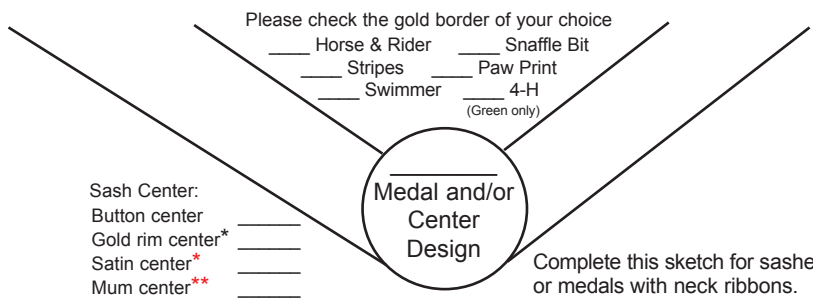 Please check the gold border of your choice
____ Horse & Rider ____ Snaffle Bit
____ Stripes ____ Paw Print
____ Swimmer ____ 4-H
(Green only)
Medal and/or
Center
Design
Sash Center:
Button center ______
Gold rim center* ______
Satin center* ______
Mum center** ______
Complete this sketch for sashe
or medals with neck ribbons.